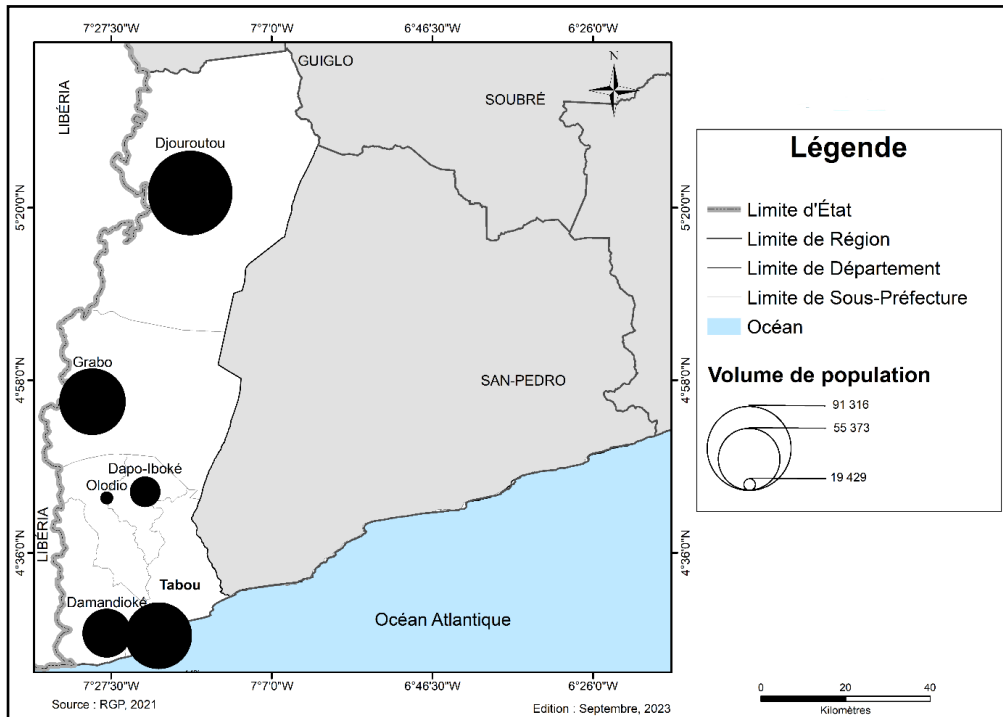 7°27'30"W
7°7'0"W
6°46'30"W
6°26'0"W
GUIGLO
N
LIBÉRIA
SOUBRÉ
Djouroutou
5°20'0"N
5°20'0"N
Grabo
4°58'0"N
4°58'0"N
SAN-PEDRO
Dapo-Iboké
Olodio
LIBÉRIA
4°36'0"N
4°36'0"N
Tabou
Damandioké
Océan Atlantique
7°27'30"W
7°7'0"W
6°46'30"W
6°26'0"W
Source : RGP, 2021
Edition : Septembre, 2023
Légende
Limite d'État
Limite de Région
Limite de Département
Limite de Sous-Préfecture
Océan
Volume de population
91 316
55 373
19 429
0 20 40
Kilomètres